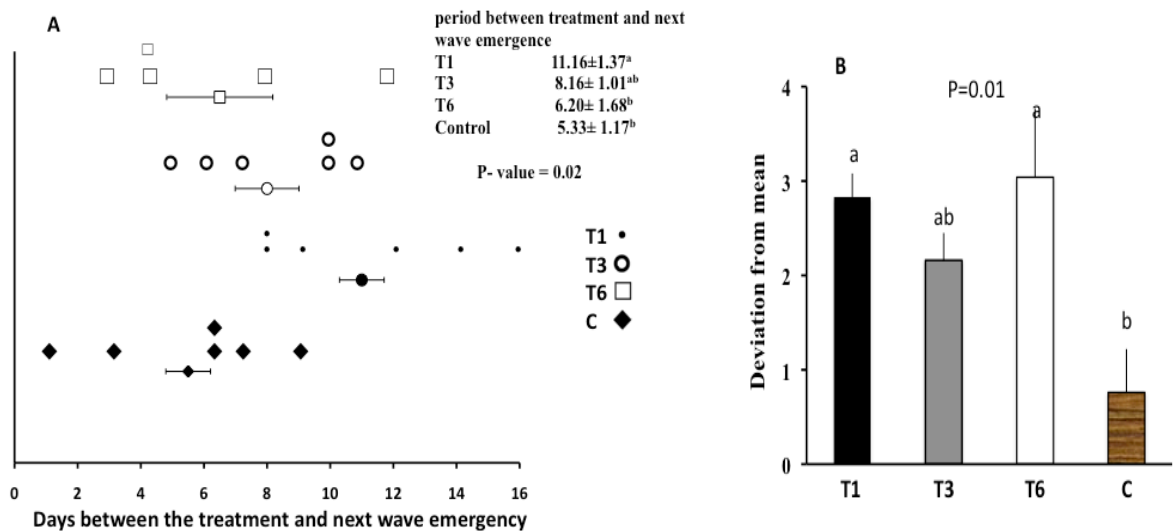 A
period between treatment and next
wave emergence
T1 11.16±1.37ᵃ
T3 8.16± 1.01ᵃᵇ
T6 6.20± 1.68ᵇ
Control 5.33± 1.17ᵇ
P- value = 0.02
T1
T3
T6
C
0 2 4 6 8 10 12 14 16
Days between the treatment and next wave emergency
B
P=0.01
Deviation from mean
4
3
2
1
0
a
ab
a
b
T1 T3 T6 C